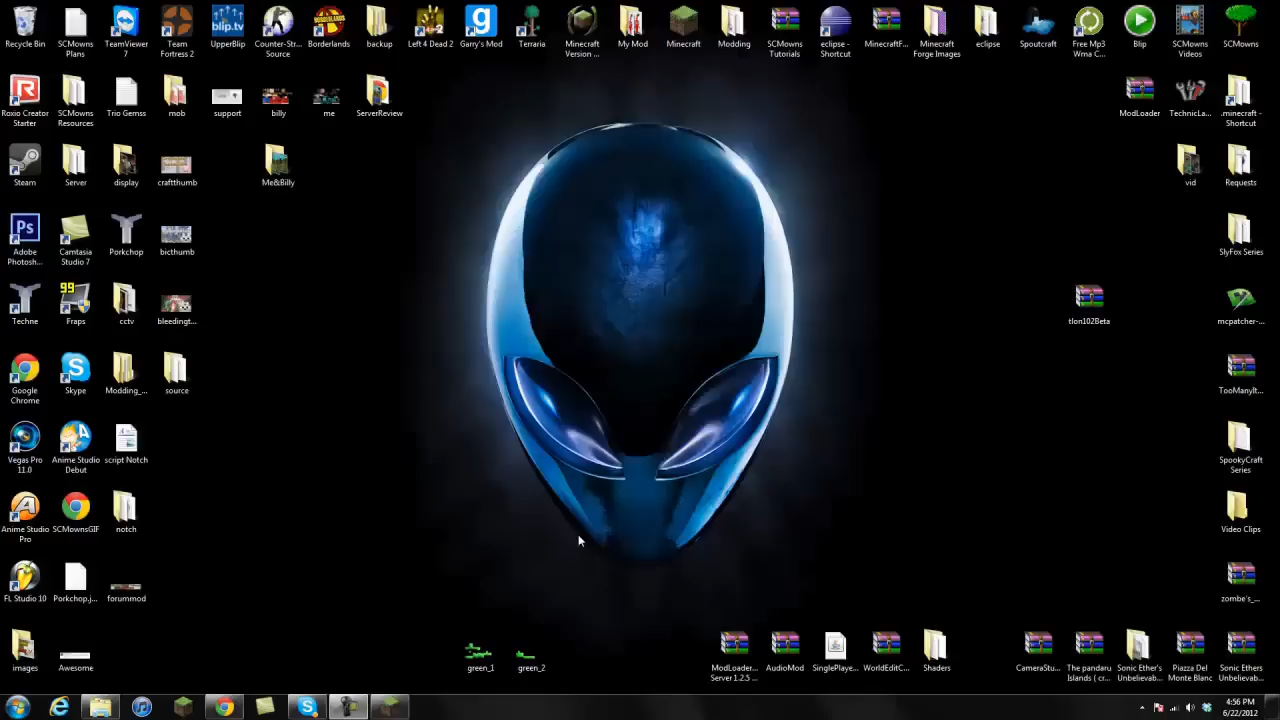 Recycle Bin
SCMowns Plans
TeamViewer 7
Team Fortress 2
UpperBlip
Counter-Str... Source
Borderlands
backup
Left 4 Dead 2
Garry's Mod
Terraria
Minecraft Version ...
My Mod
Minecraft
Modding
SCMowns Tutorials
eclipse - Shortcut
MinecraftF...
Minecraft Forge Images
eclipse
Spoutcraft
Free Mp3 Wma C...
Blip
SCMowns Videos
SCMowns
blip.tv
Roxio Creator Starter
SCMowns Resources
Trio Gemss
mob
support
billy
me
ServerReview
ModLoader
TechnicLa...
.minecraft - Shortcut
Steam
Server
display
craftthumb
Me&Billy
vid
Requests
Ps
Adobe Photosh...
Camtasia Studio 7
Porkchop
bicthumb
SlyFox Series
99
Techne
Fraps
cctv
bleedingt...
tlon102Beta
mcpatcher-...
Google Chrome
Skype
Modding_...
source
TooManyIt...
Vegas Pro 11.0
Anime Studio Debut
script Notch
SpookyCraft Series
Anime Studio Pro
SCMownsGIF
notch
Video Clips
FL Studio 10
Porkchop.j...
forummod
zombe's_...
images
Awesome
green_1
green_2
ModLoader... Server 1.2.5 ...
AudioMod
SinglePlaye...
WorldEditC...
Shaders
CameraStu...
The pandaru Islands ( cr...
Sonic Ether's Unbelievab...
Piazza Del Monte Blanc
Sonic Ethers Unbelievab...
4:56 PM
6/22/2012